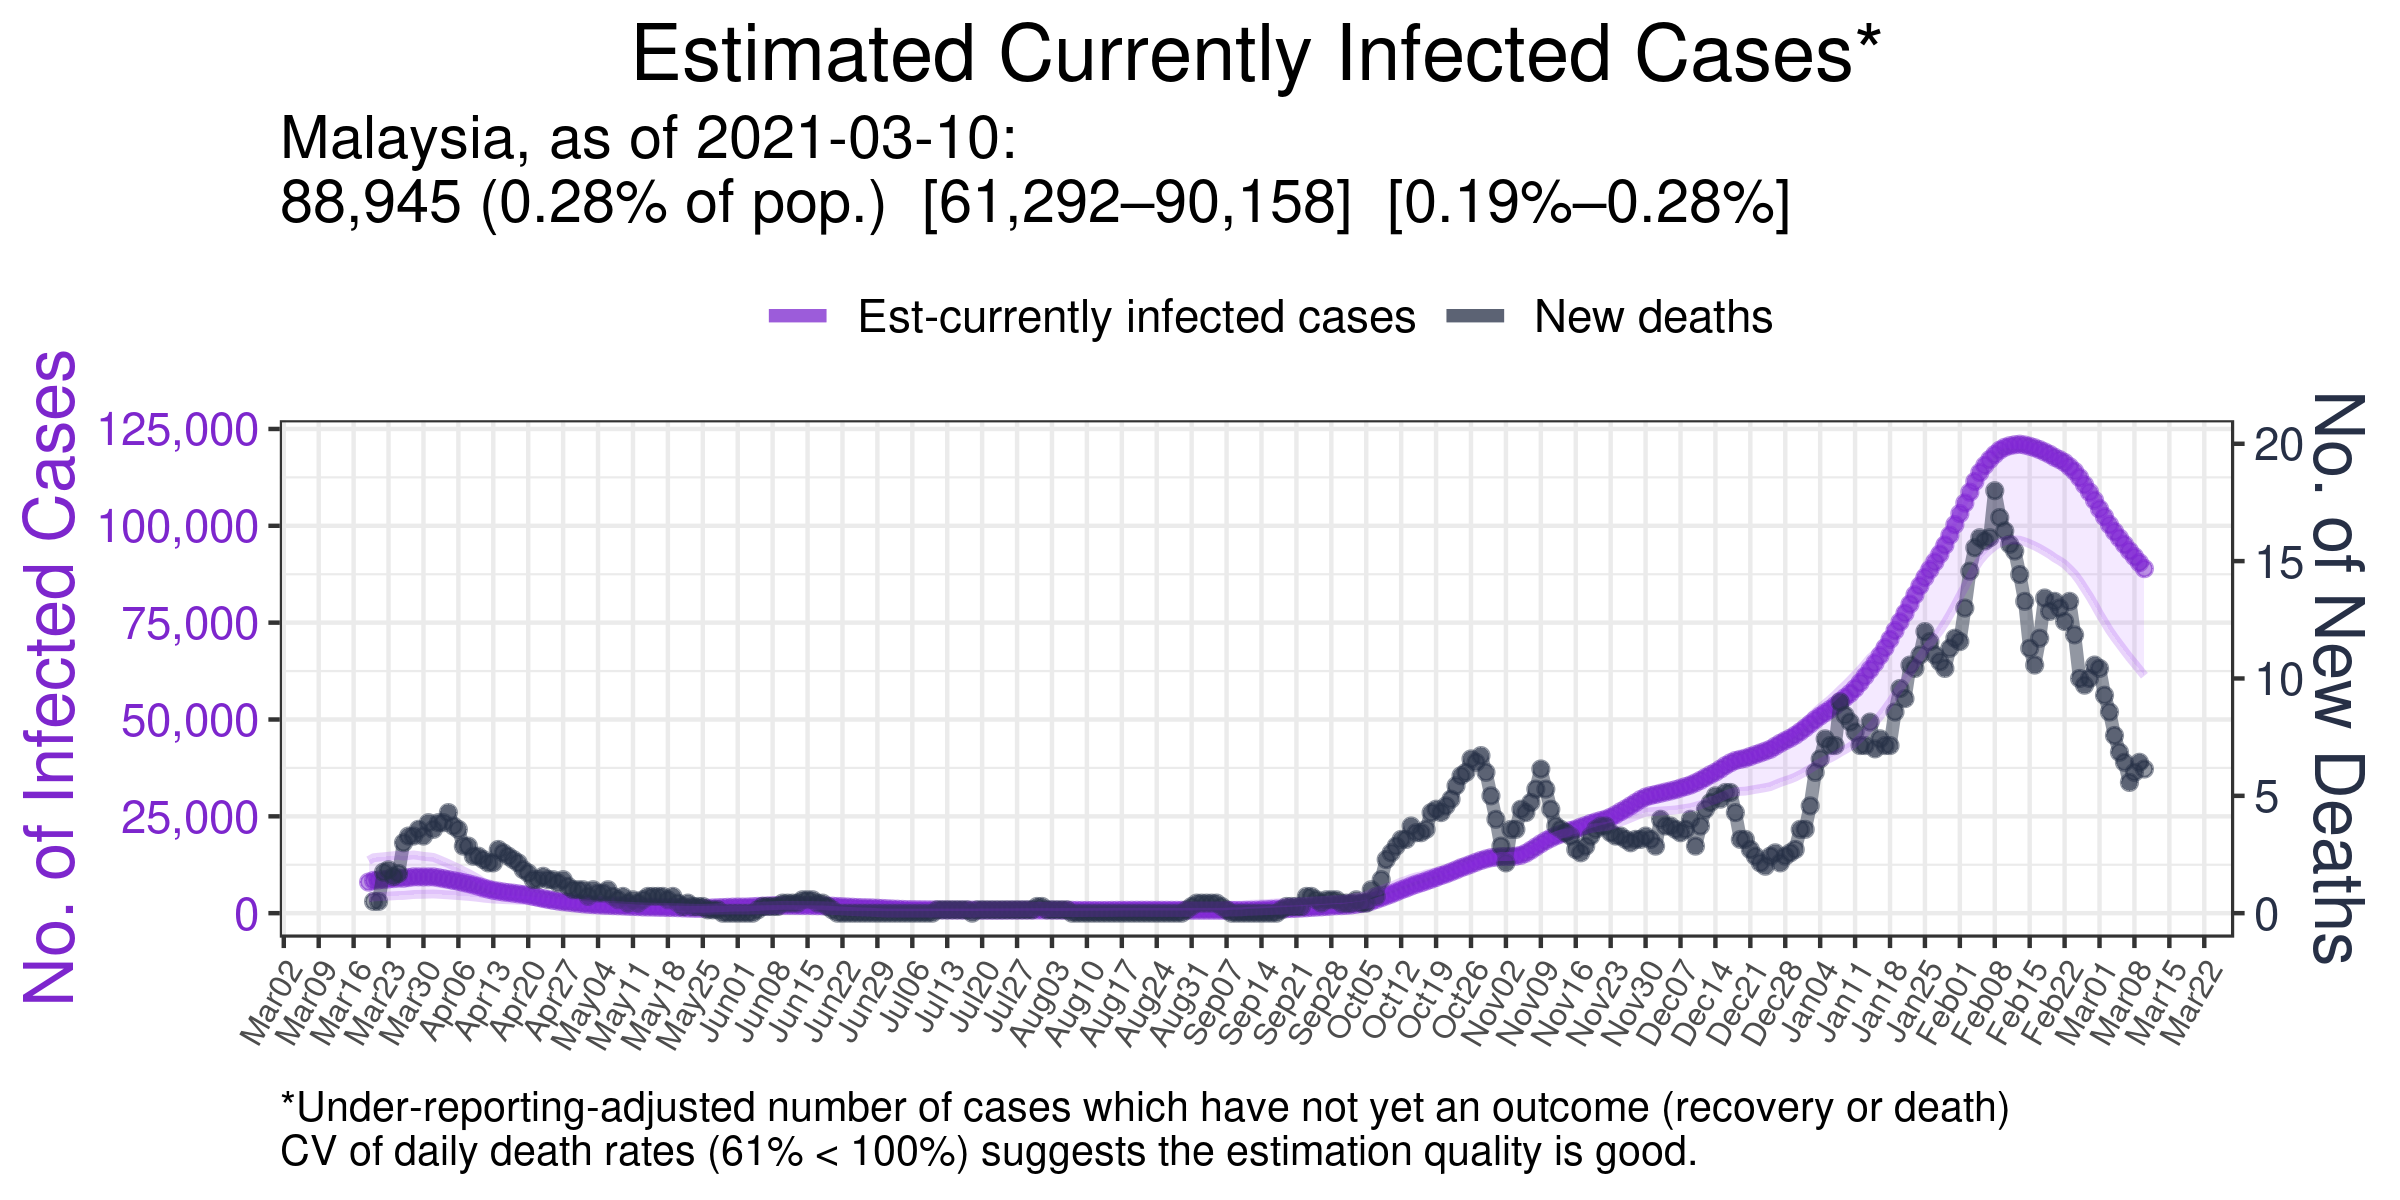 Estimated Currently Infected Cases*
Malaysia, as of 2021-03-10:
88,945 (0.28% of pop.) [61,292–90,158] [0.19%–0.28%]
Est-currently infected cases
New deaths
No. of Infected Cases
125,000
100,000
75,000
50,000
25,000
0
20
15
10
5
0
No. of New Deaths
Mar02
Mar09
Mar16
Mar23
Mar30
Apr06
Apr13
Apr20
Apr27
May04
May11
May18
May25
Jun01
Jun08
Jun15
Jun22
Jun29
Jul06
Jul13
Jul20
Jul27
Aug03
Aug10
Aug17
Aug24
Aug31
Sep07
Sep14
Sep21
Sep28
Oct05
Oct12
Oct19
Oct26
Nov02
Nov09
Nov16
Nov23
Nov30
Dec07
Dec14
Dec21
Dec28
Jan04
Jan11
Jan18
Jan25
Feb01
Feb08
Feb15
Feb22
Mar01
Mar08
Mar15
Mar22
*Under-reporting-adjusted number of cases which have not yet an outcome (recovery or death)
CV of daily death rates (61% < 100%) suggests the estimation quality is good.